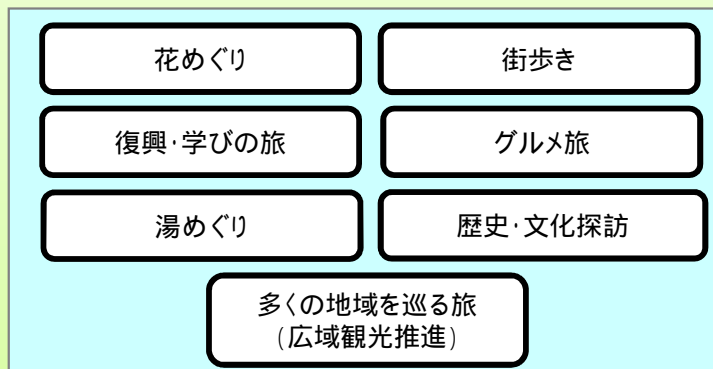 花めぐり
街歩き
復興・学びの旅
グルメ旅
湯めぐり
歴史・文化探訪
多くの地域を巡る旅
(広域観光推進)